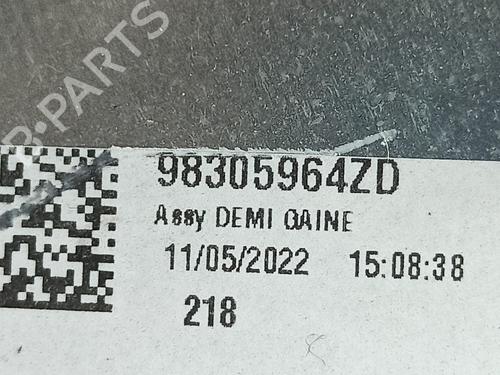 B-PARTS
98305964ZD
Assy DEMI GAINE
11/05/2022 15:08:38
218